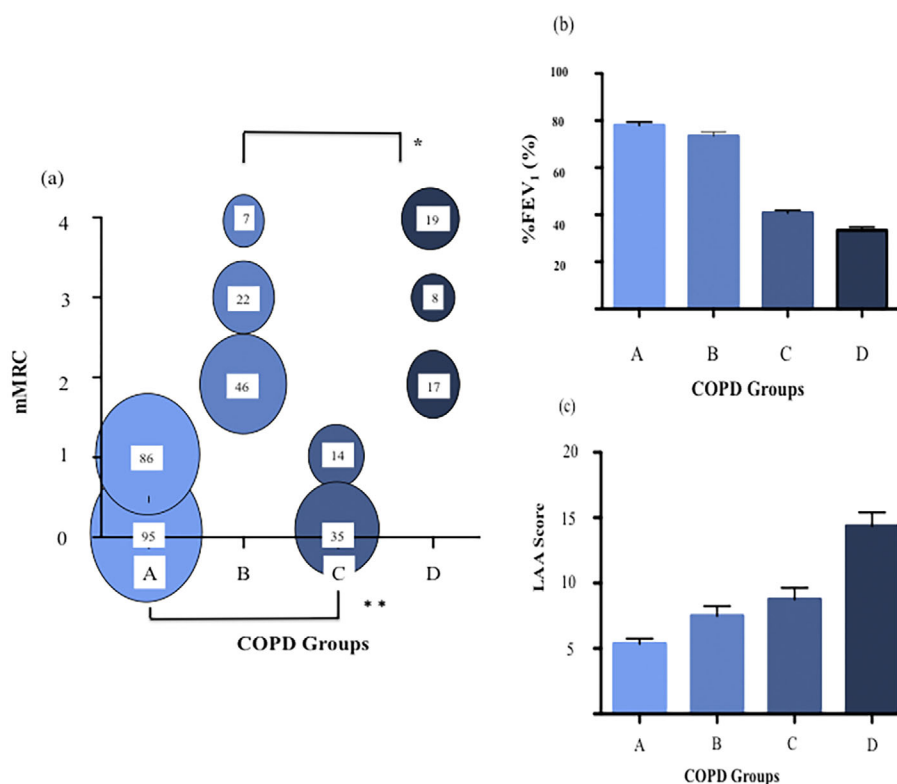 (a)
*
4
7
19
3
22
8
mMRC
2
46
17
1
86
14
0
95
35
A B C D
**
COPD Groups
(b)
100
80
60
40
20
%FEV1 (%)
A B C D
COPD Groups
(c)
20
15
10
5
LAA Score
A B C D
COPD Groups